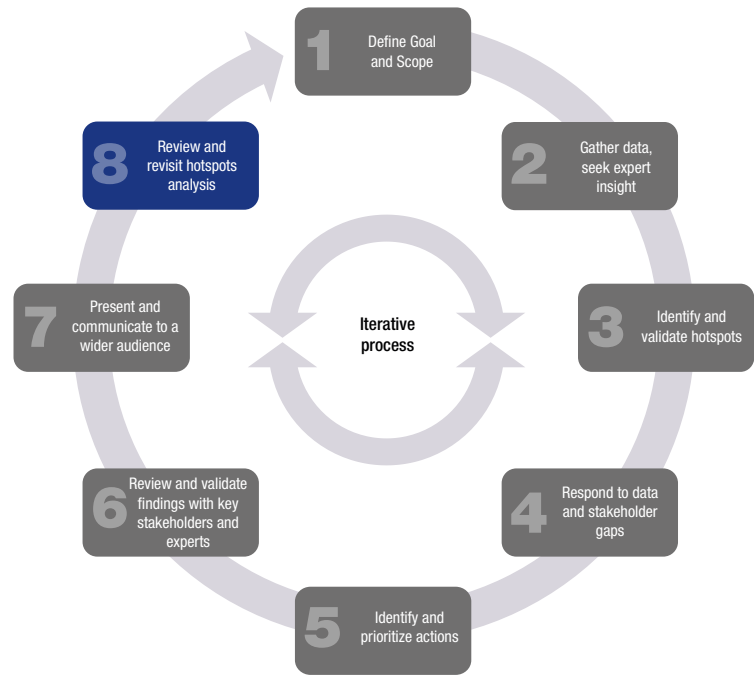 1
Define Goal
and Scope
2
Gather data,
seek expert
insight
3
Identify and
validate hotspots
4
Respond to data
and stakeholder
gaps
5
Identify and
prioritize actions
6
Review and validate
findings with key
stakeholders and
experts
7
Present and
communicate to a
wider audience
8
Review and
revisit hotspots
analysis
Iterative
process